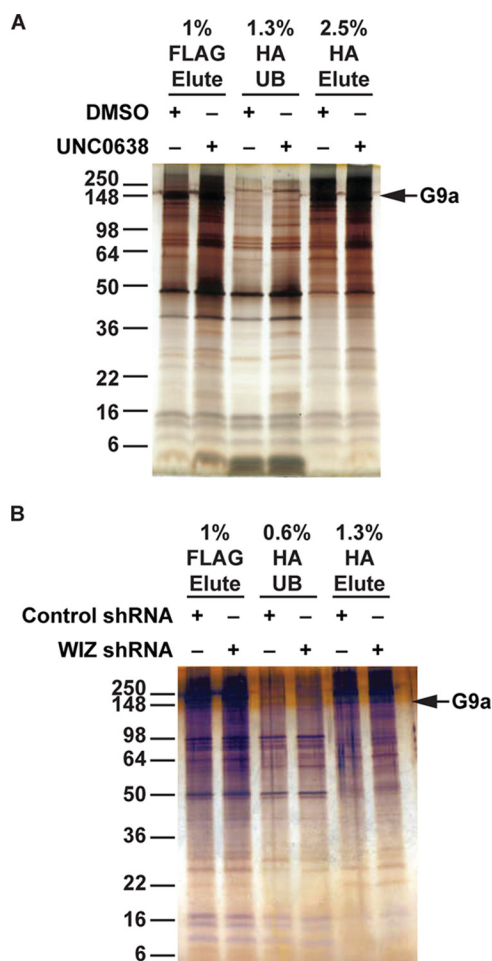 A
1% 1.3% 2.5%
FLAG HA HA
Elute UB Elute
DMSO + – + – + –
UNC0638 – + – + – +
250
148
G9a
98
64
50
36
22
16
6
B
1% 0.6% 1.3%
FLAG HA HA
Elute UB Elute
Control shRNA + – + – + –
WIZ shRNA – + – + – +
250
148
G9a
98
64
50
36
22
16
6